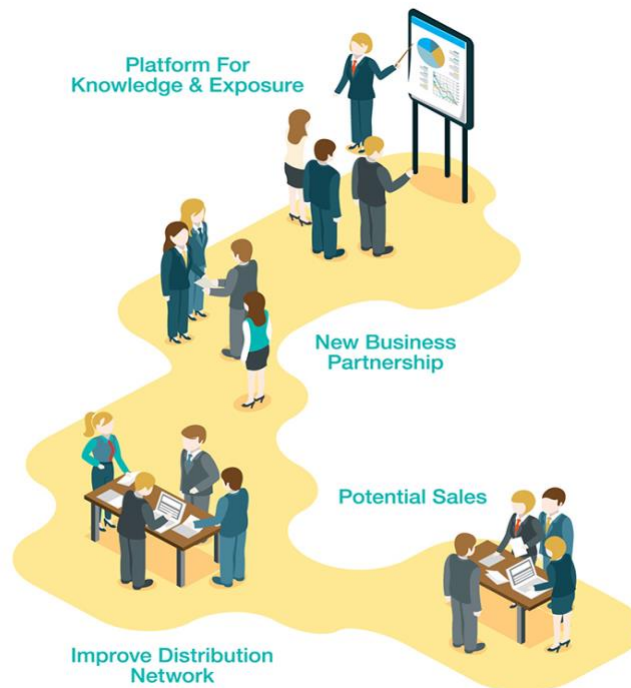 Platform For
Knowledge & Exposure
New Business
Partnership
Potential Sales
Improve Distribution
Network